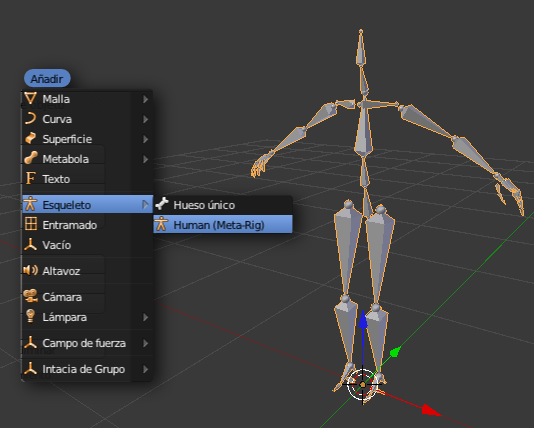 Añadir
Malla
Curva
Superficie
Metabola
Texto
Esqueleto
Hueso único
Entramado
Human (Meta-Rig)
Vacío
Altavoz
Cámara
Lámpara
Campo de fuerza
Intacia de Grupo